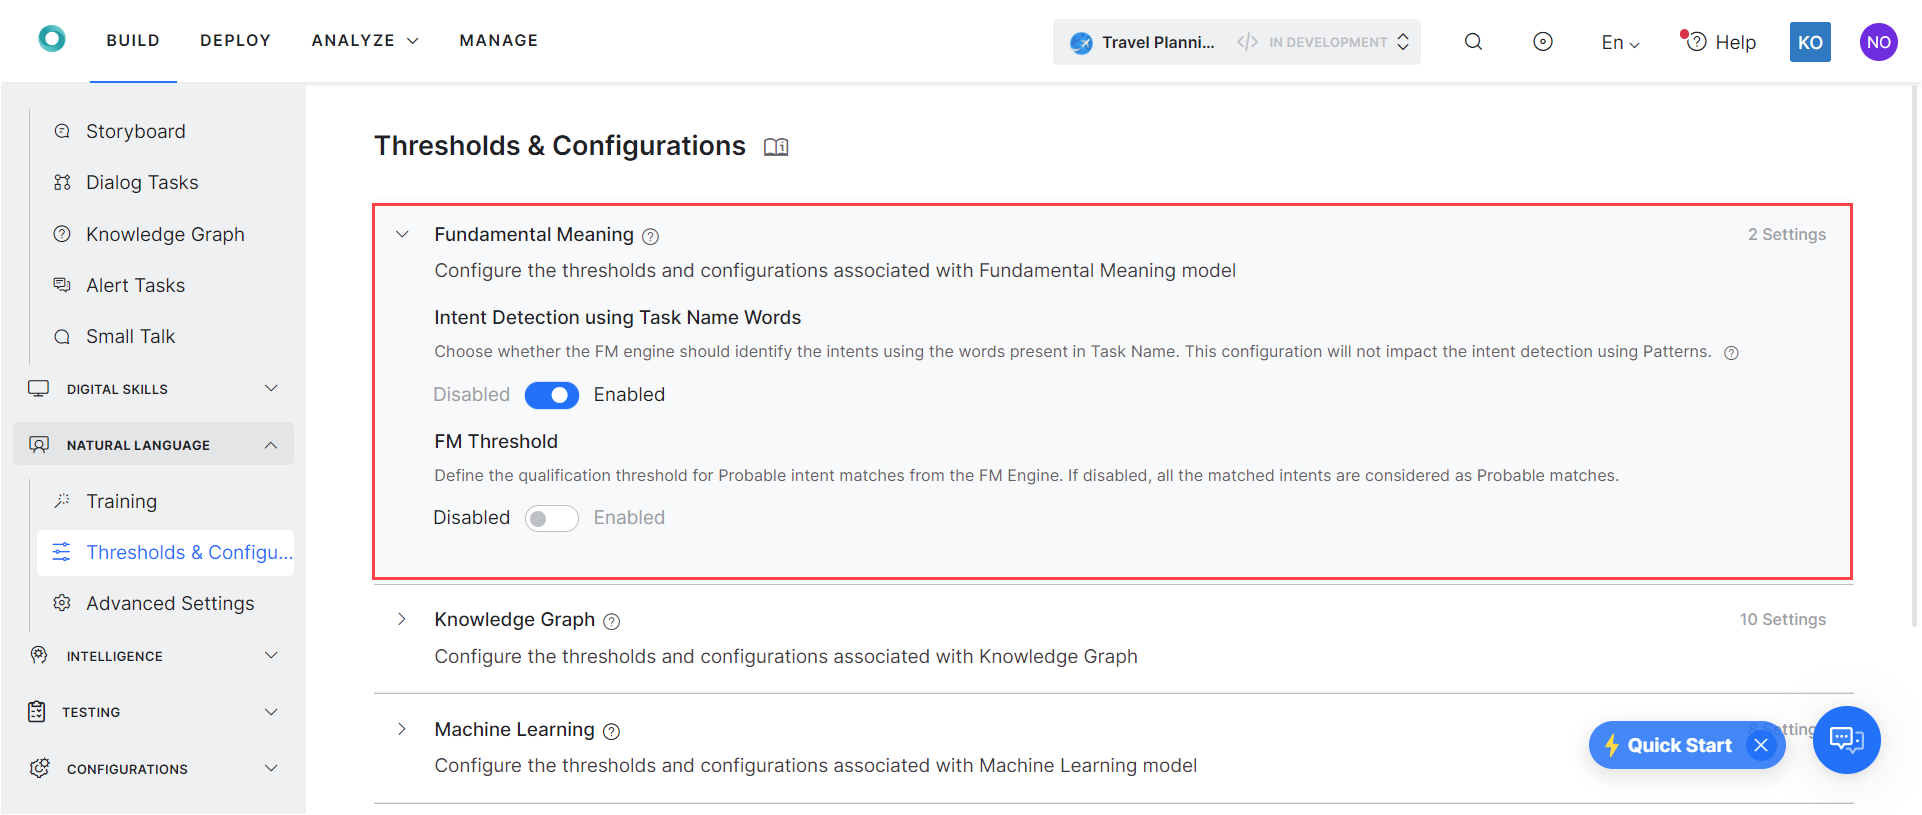 BUILD DEPLOY ANALYZE MANAGE
Travel Planni... </> IN DEVELOPMENT
En
Help
KO
NO
Storyboard
Dialog Tasks
Knowledge Graph
Alert Tasks
Small Talk
DIGITAL SKILLS
NATURAL LANGUAGE
Training
Thresholds & Configu...
Advanced Settings
INTELLIGENCE
TESTING
CONFIGURATIONS
Thresholds & Configurations
Fundamental Meaning
2 Settings
Configure the thresholds and configurations associated with Fundamental Meaning model
Intent Detection using Task Name Words
Choose whether the FM engine should identify the intents using the words present in Task Name. This configuration will not impact the intent detection using Patterns.
Disabled Enabled
FM Threshold
Define the qualification threshold for Probable intent matches from the FM Engine. If disabled, all the matched intents are considered as Probable matches.
Disabled Enabled
Knowledge Graph
10 Settings
Configure the thresholds and configurations associated with Knowledge Graph
Machine Learning
Configure the thresholds and configurations associated with Machine Learning model
Quick Start